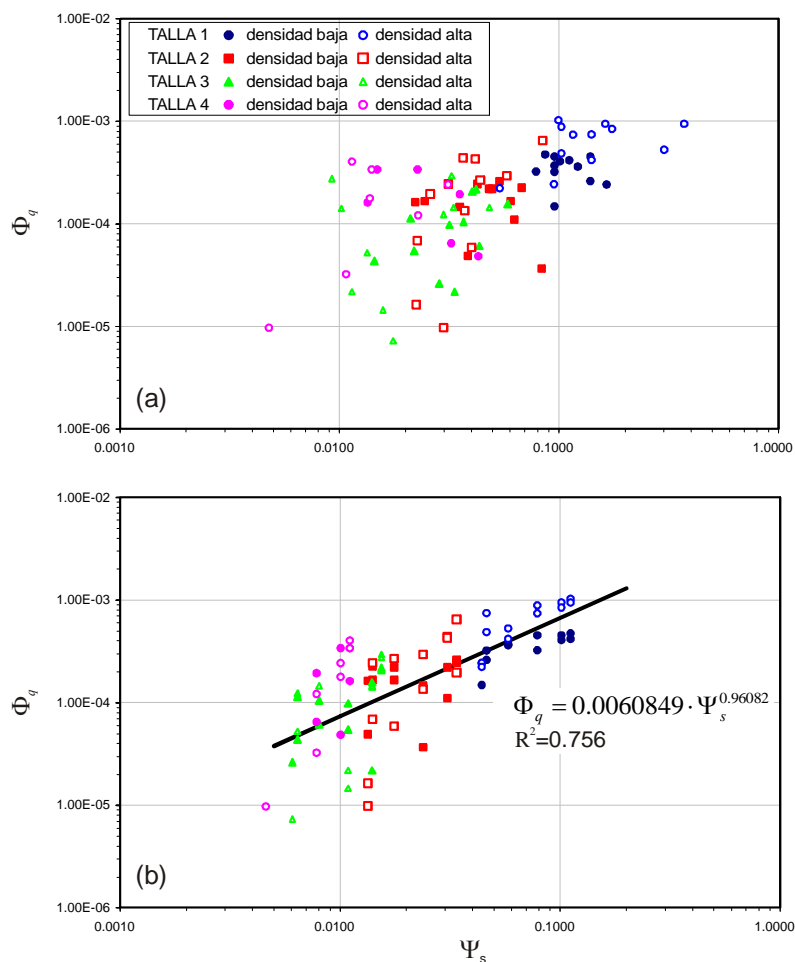 (a)
1.00E-02
TALLA 1 densidad baja densidad alta
TALLA 2 densidad baja densidad alta
TALLA 3 densidad baja densidad alta
TALLA 4 densidad baja densidad alta
1.00E-03
Φq
1.00E-04
1.00E-05
(a)
1.00E-06
0.0010 0.0100 0.1000 1.0000
(b)
1.00E-02
1.00E-03
Φq
1.00E-04
Φq = 0.0060849 · Ψs^0.96082
R²=0.756
1.00E-05
(b)
1.00E-06
0.0010 0.0100 0.1000 1.0000
Ψs